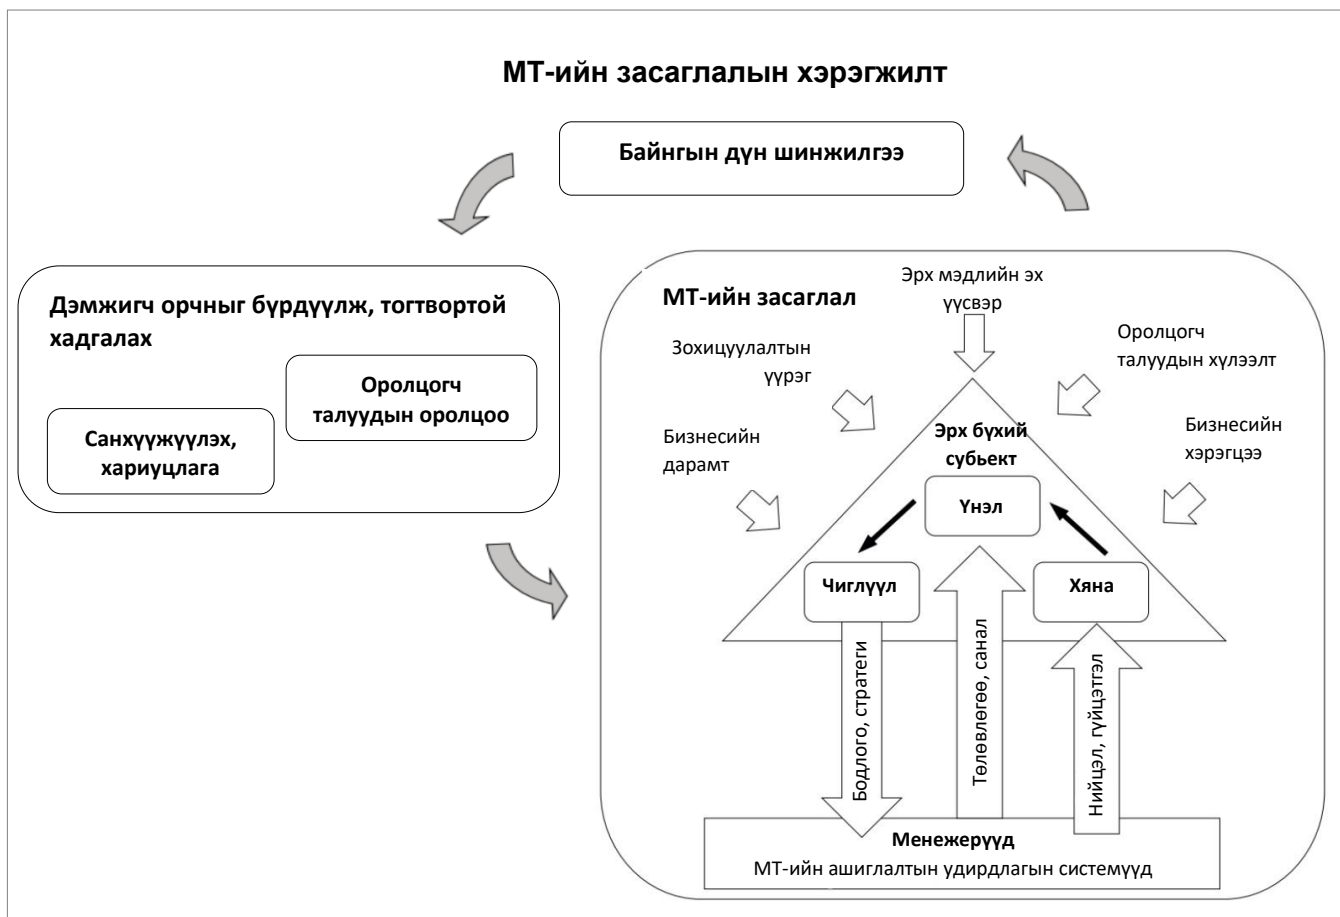 МТ-ийн засаглалын хэрэгжилт
Байнгын дүн шинжилгээ
Дэмжигч орчныг бүрдүүлж, тогтвортой
хадгалах
Оролцогч
талуудын оролцоо
Санхүүжүүлэх,
хариуцлага
МТ-ийн засаглал
Эрх мэдлийн эх
үүсвэр
Зохицуулалтын
үүрэг
Оролцогч
талуудын хүлээлт
Бизнесийн
дарамт
Бизнесийн
хэрэгцээ
Эрх бүхий
субьект
Үнэл
Чиглүүл
Хяна
Бодлого, стратеги
Төлөвлөгөө, санал
Нийцэл, гүйцетгэл
Менежерүүд
МТ-ийн ашиглалтын удирдлагын системүүд